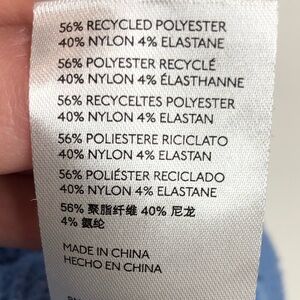 56% RECYCLED POLYESTER
40% NYLON 4% ELASTANE
56% POLYESTER RECYCLÉ
40% NYLON 4% ÉLASTHANNE
56% RECYCELTES POLYESTER
40% NYLON 4% ELASTAN
56% POLIESTERE RICICLATO
40% NYLON 4% ELASTAN
56% POLIÉSTER RECICLADO
40% NYLON 4% ELASTANE
56% 聚脂纤维 40% 尼龙
4% 氨纶
MADE IN CHINA
HECHO EN CHINA